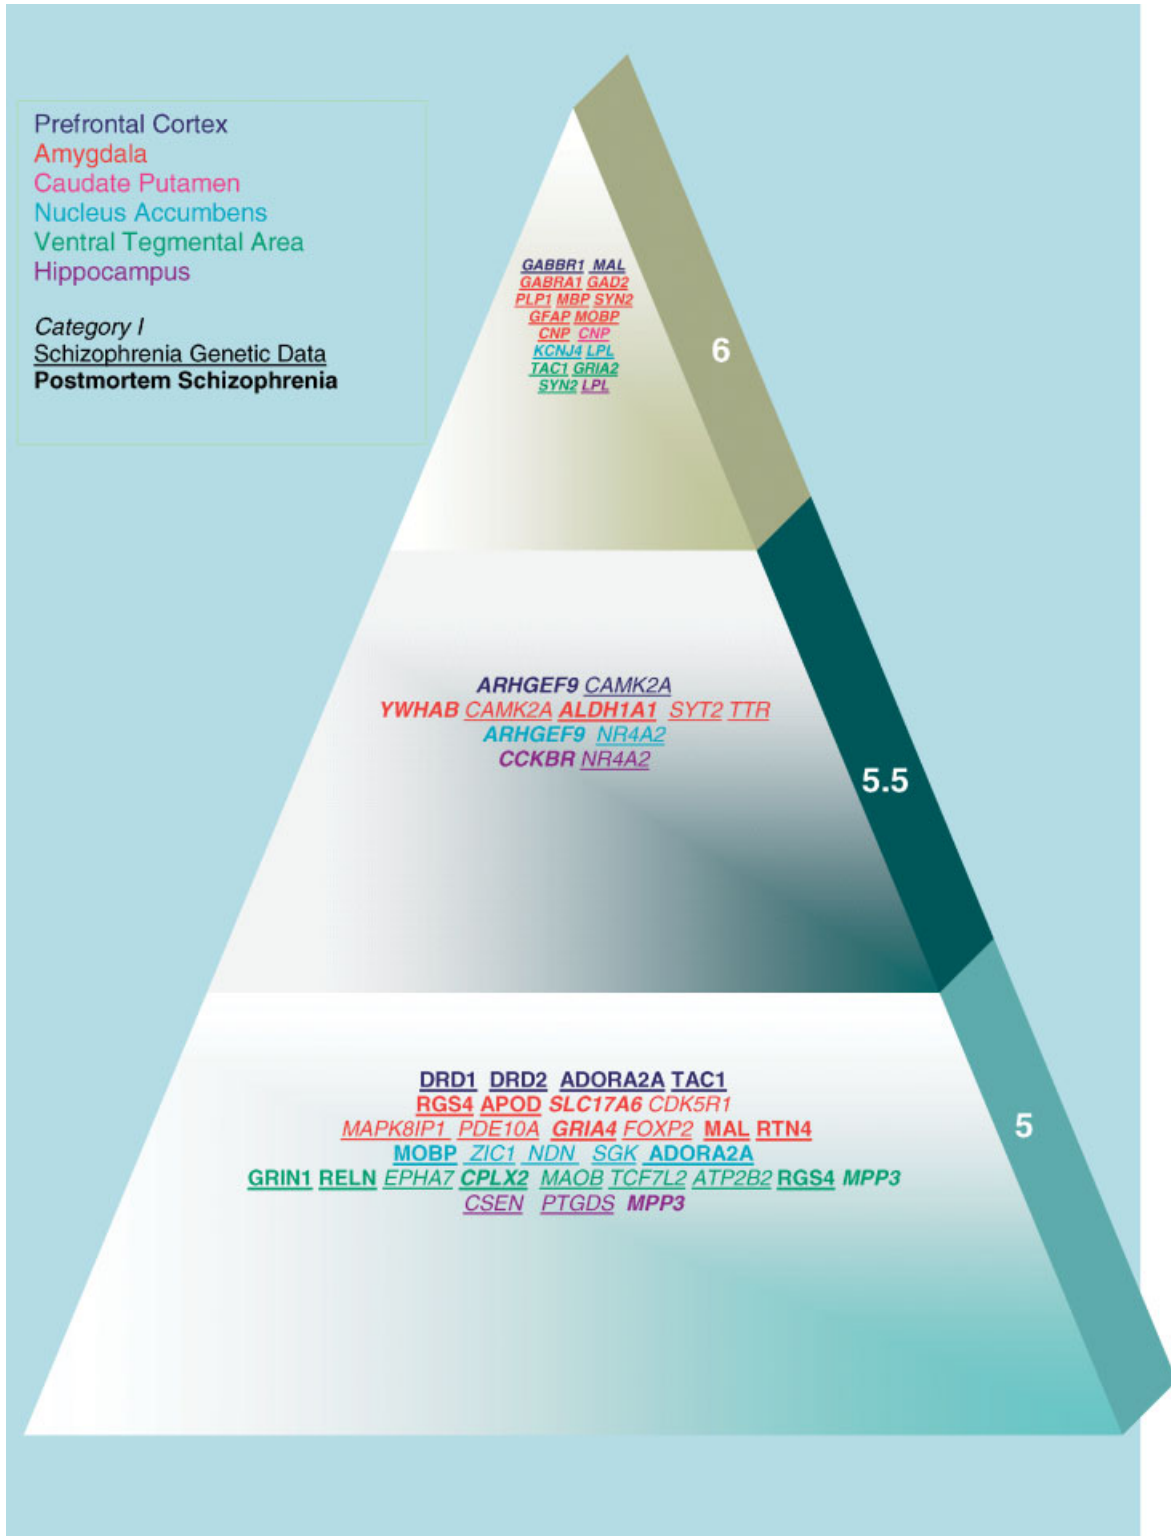 Prefrontal Cortex
Amygdala
Caudate Putamen
Nucleus Accumbens
Ventral Tegmental Area
Hippocampus
Category I
Schizophrenia Genetic Data
Postmortem Schizophrenia
GABBR1 MAL
GABRA1 GAD2
PLP1 MBP SYN2
GFAP MOBP
CNP CNP
KCNJ4 LPL
TAC1 GRIA2
SYN2 LPL
6
ARHGEF9 CAMK2A
YWHAB CAMK2A ALDH1A1 SYT2 TTR
ARHGEF9 NR4A2
CCKBR NR4A2
5.5
DRD1 DRD2 ADORA2A TAC1
RGS4 APOD SLC17A6 CDK5R1
MAPK8IP1 PDE10A GRIA4 FOXP2 MAL RTN4
MOBP ZIC1 NDN SGK ADORA2A
GRIN1 RELN EPHA7 CPLX2 MAOB TCF7L2 ATP2B2 RGS4 MPP3
CSEN PTGDS MPP3
5